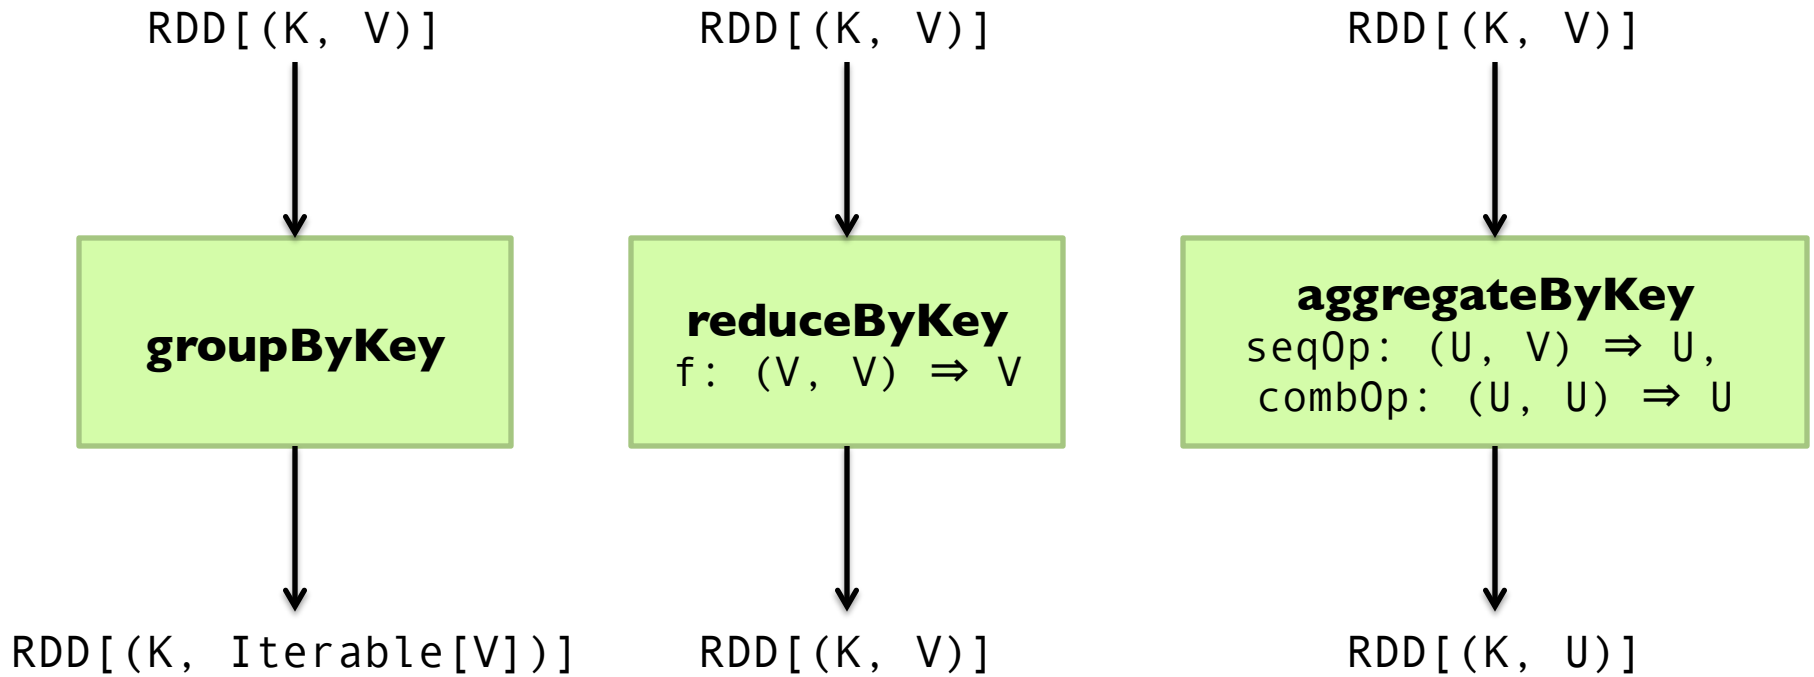 RDD[(K, V)]
RDD[(K, V)]
RDD[(K, V)]
groupByKey
reduceByKey
f: (V, V) ⇒ V
aggregateByKey
seqOp: (U, V) ⇒ U,
combOp: (U, U) ⇒ U
RDD[(K, Iterable[V])]
RDD[(K, V)]
RDD[(K, U)]